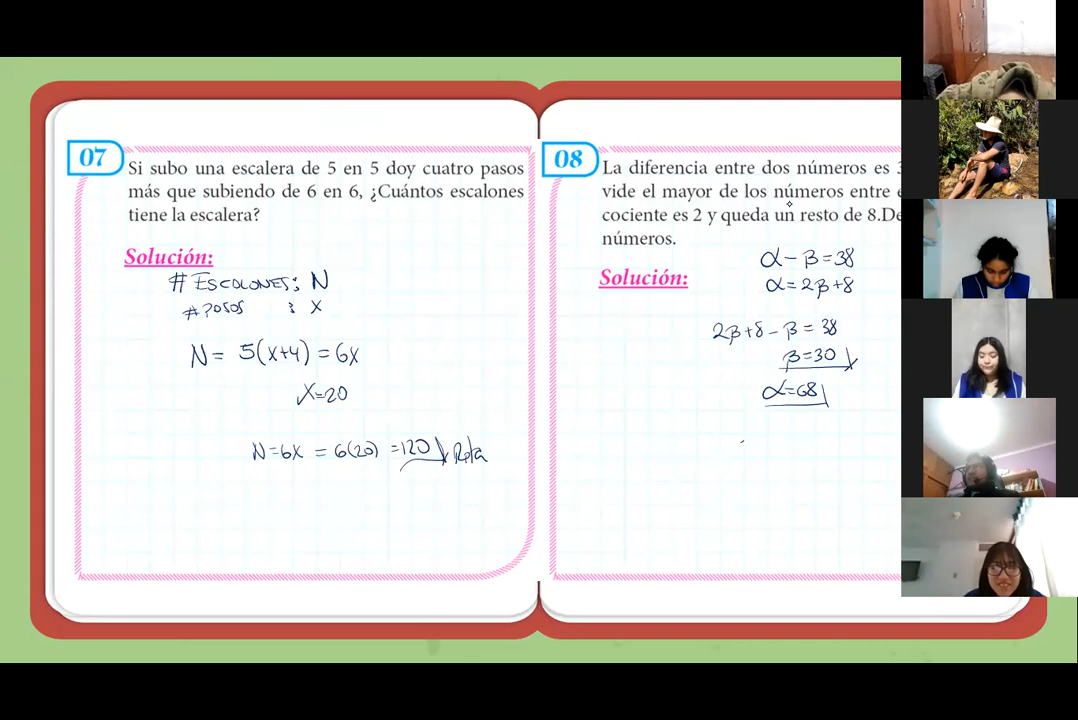 07
Si subo una escalera de 5 en 5 doy cuatro pasos
más que subiendo de 6 en 6, ¿Cuántos escalones
tiene la escalera?
Solución:
# ESCALONES: N
# Pasos : x
N = 5(x+4) = 6x
x=20
N=6x = 6(20) = 120 Rpta
08
La diferencia entre dos números es 3
vide el mayor de los números entre e
cociente es 2 y queda un resto de 8.De
números.
Solución:
α - β = 38
α = 2β + 8
2β + 8 - β = 38
β = 30
α = 68